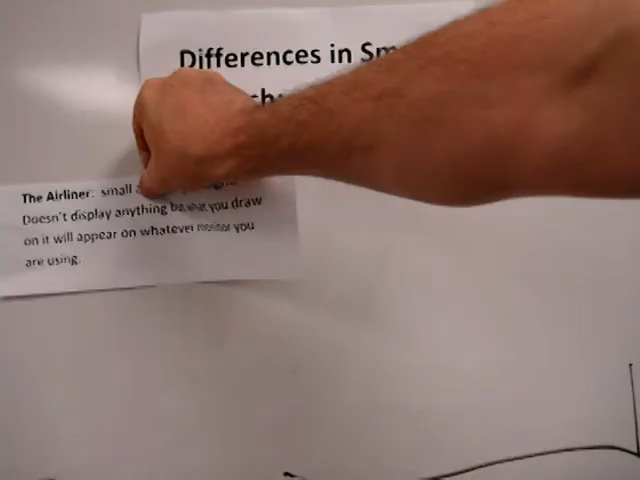 Differences in Sm
The Airliner: small
Doesn't display anything but what you draw
on it will appear on whatever monitor you
are using.